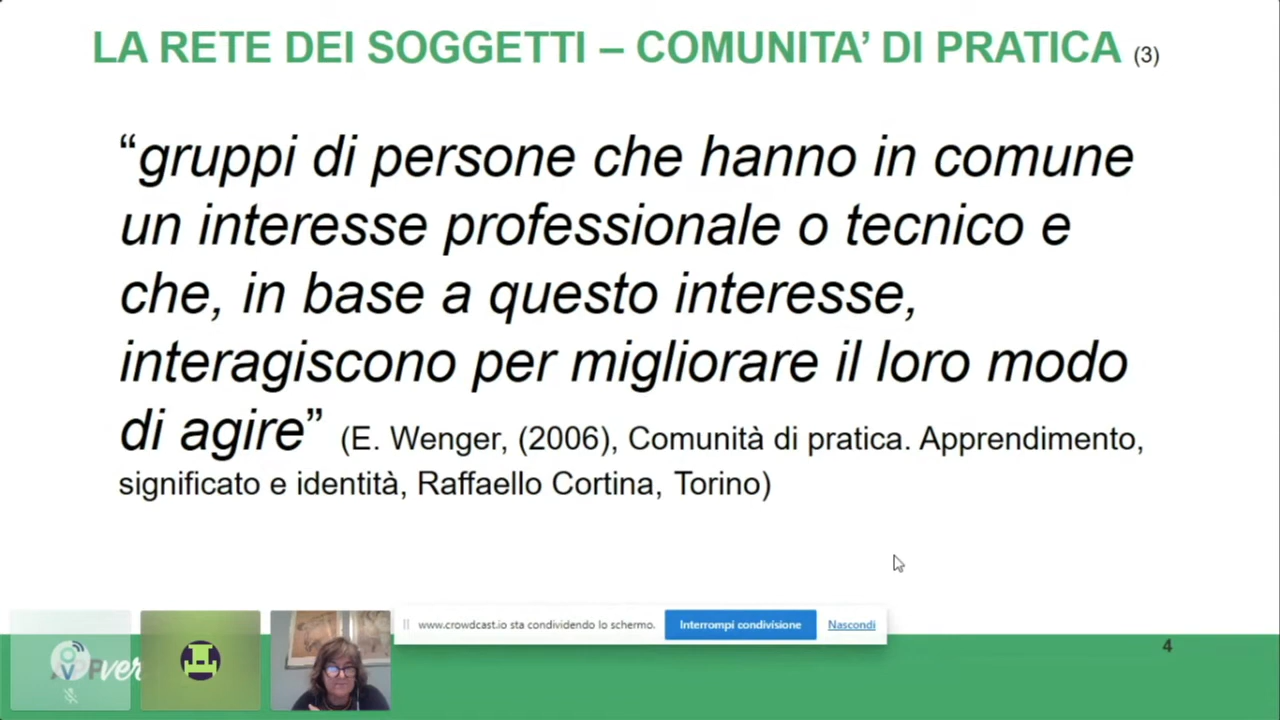 LA RETE DEI SOGGETTI – COMUNITA’ DI PRATICA (3)
“gruppi di persone che hanno in comune
un interesse professionale o tecnico e
che, in base a questo interesse,
interagiscono per migliorare il loro modo
di agire” (E. Wenger, (2006), Comunità di pratica. Apprendimento,
significato e identità, Raffaello Cortina, Torino)
www.crowdcast.io sta condividendo lo schermo.
Interrompi condivisione
Nascondi
4